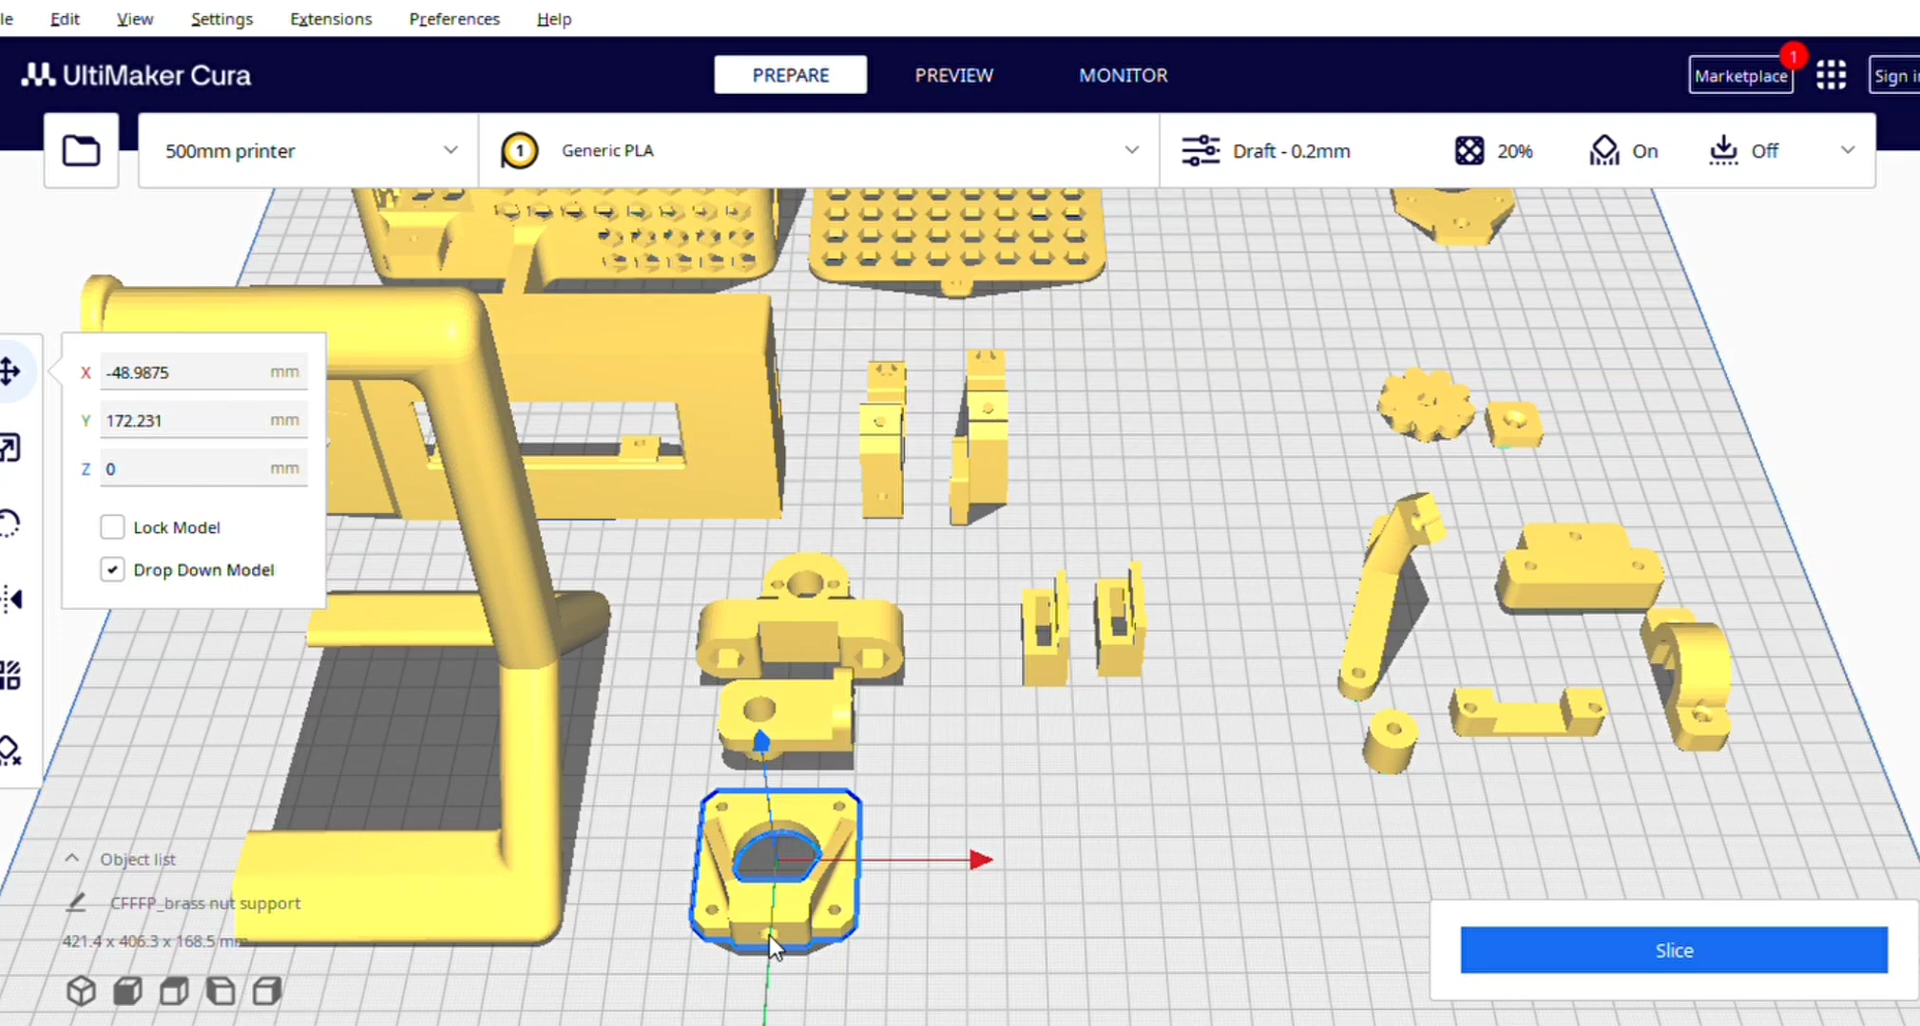 le Edit View Settings Extensions Preferences Help
UltiMaker Cura PREPARE PREVIEW MONITOR Marketplace 1 Sign in
500mm printer 1 Generic PLA Draft - 0.2mm 20% On Off
X -48.9875 mm
Y 172.231 mm
Z 0 mm
Lock Model
Drop Down Model
Object list
CFFFP_brass nut support
421.4 x 406.3 x 168.5 mm
Slice